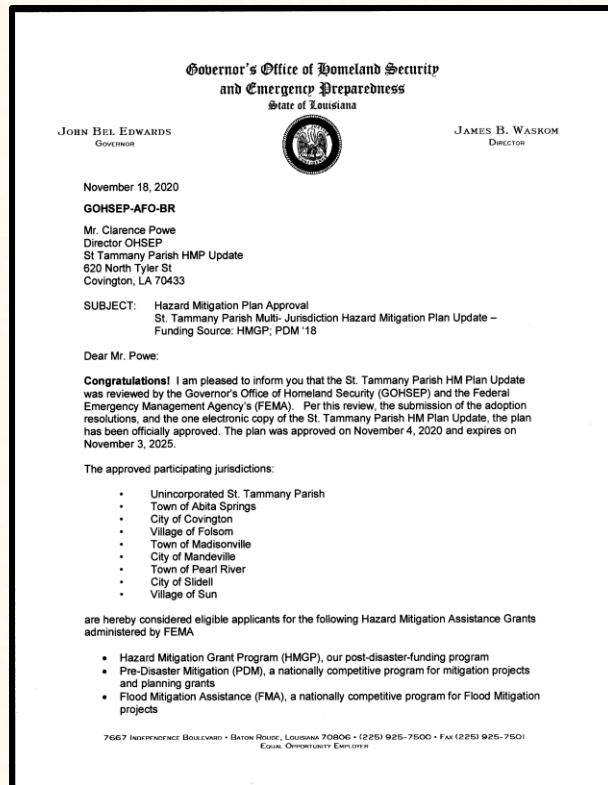 Governor's Office of Homeland Security
and Emergency Preparedness
State of Louisiana
JOHN BEL EDWARDS
GOVERNOR
JAMES B. WASKOM
DIRECTOR
November 18, 2020
GOHSEP-AFO-BR
Mr. Clarence Powe
Director OHSEP
St Tammany Parish HMP Update
620 North Tyler St
Covington, LA 70433
SUBJECT: Hazard Mitigation Plan Approval
St. Tammany Parish Multi- Jurisdiction Hazard Mitigation Plan Update –
Funding Source: HMGP; PDM '18
Dear Mr. Powe:
Congratulations! I am pleased to inform you that the St. Tammany Parish HM Plan Update
was reviewed by the Governor's Office of Homeland Security (GOHSEP) and the Federal
Emergency Management Agency's (FEMA). Per this review, the submission of the adoption
resolutions, and the one electronic copy of the St. Tammany Parish HM Plan Update, the plan
has been officially approved. The plan was approved on November 4, 2020 and expires on
November 3, 2025.
The approved participating jurisdictions:
• Unincorporated St. Tammany Parish
• Town of Abita Springs
• City of Covington
• Village of Folsom
• Town of Madisonville
• City of Mandeville
• Town of Pearl River
• City of Slidell
• Village of Sun
are hereby considered eligible applicants for the following Hazard Mitigation Assistance Grants
administered by FEMA
• Hazard Mitigation Grant Program (HMGP), our post-disaster-funding program
• Pre-Disaster Mitigation (PDM), a nationally competitive program for mitigation projects
and planning grants
• Flood Mitigation Assistance (FMA), a nationally competitive program for Flood Mitigation
projects
7667 INDEPENDENCE BOULEVARD • BATON ROUGE, LOUISIANA 70806 • (225) 925-7500 • FAX (225) 925-7501
EQUAL OPPORTUNITY EMPLOYER